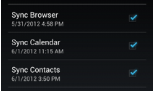 Sync Browser
5/31/2012 4:58 PM
Sync Calendar
6/1/2012 11:15 AM
Sync Contacts
6/1/2012 3:50 PM